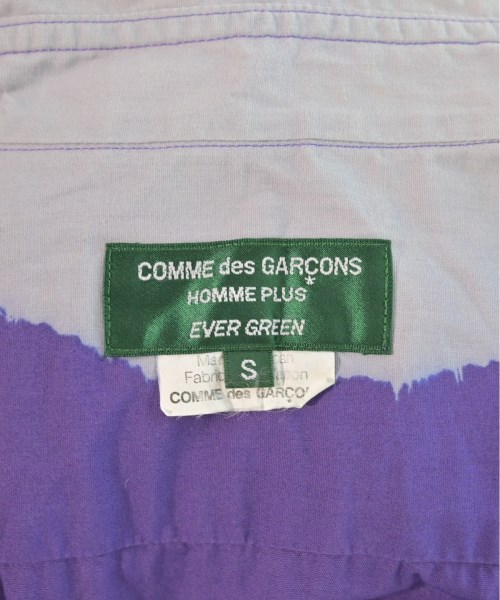 COMME des GARÇONS
HOMME PLUS*
EVER GREEN
S
COMME des GARÇO